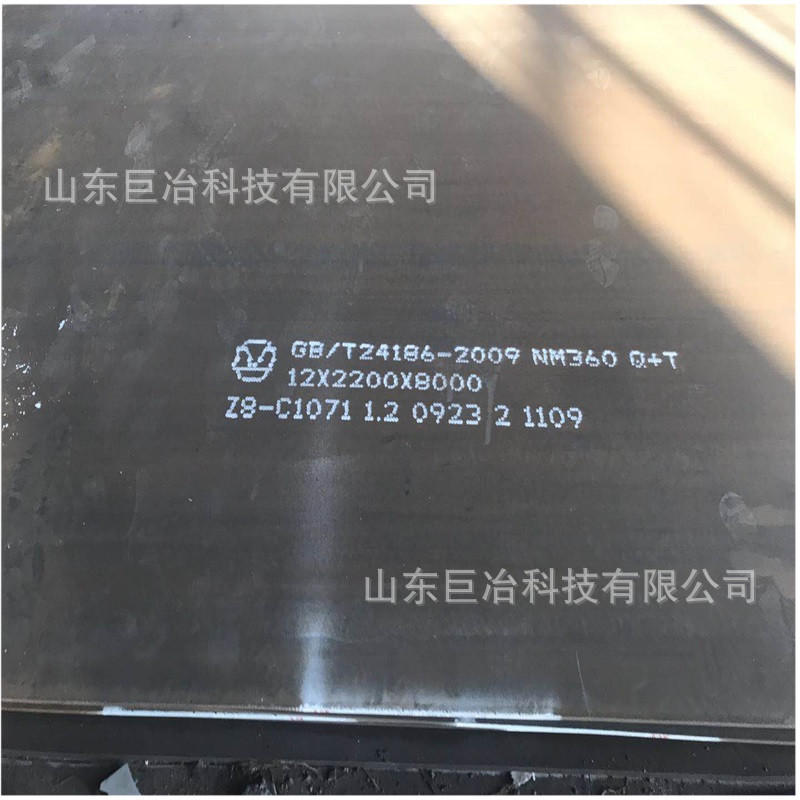 山东巨冶科技有限公司
GB/T24186-2009 NM360 Q+T
12X2200X8000
Z8-C1071 1.2 0923 2 1109
山东巨冶科技有限公司